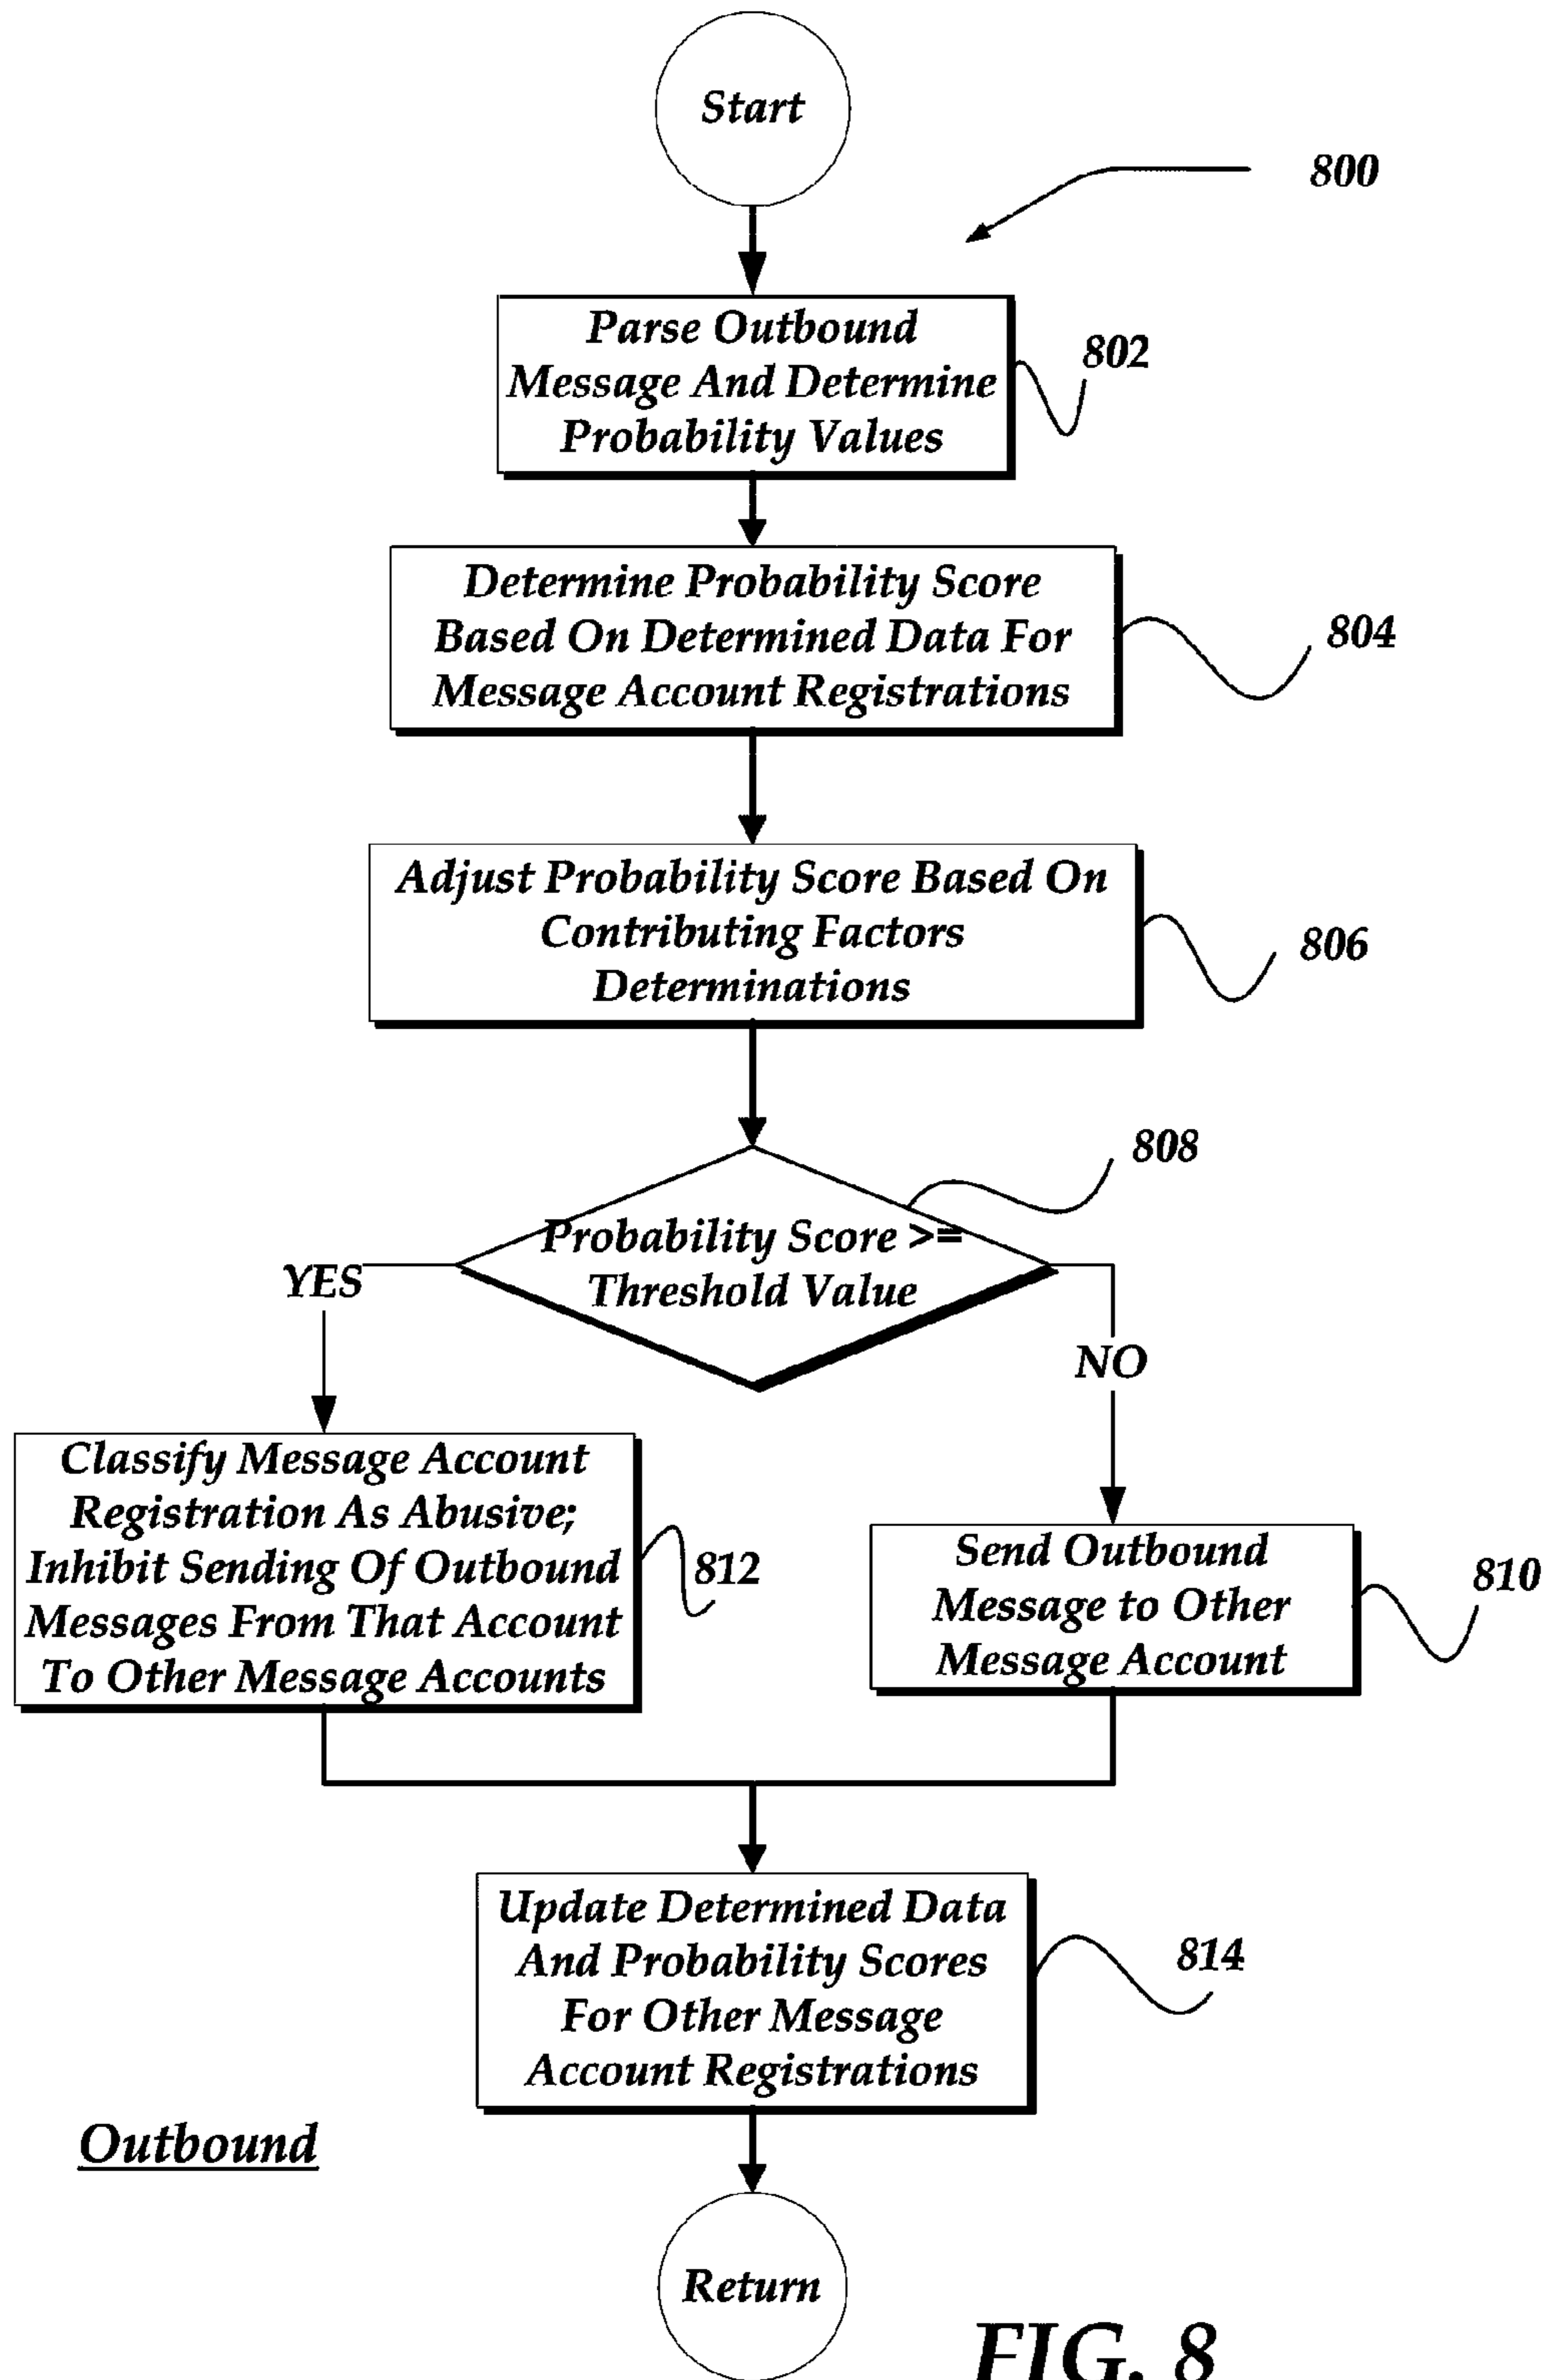 Start
800
Parse Outbound
Message And Determine
Probability Values
802
Determine Probability Score
Based On Determined Data For
Message Account Registrations
804
Adjust Probability Score Based On
Contributing Factors
Determinations
806
808
Probability Score >=
Threshold Value
YES
NO
Classify Message Account
Registration As Abusive;
Inhibit Sending Of Outbound
Messages From That Account
To Other Message Accounts
812
Send Outbound
Message to Other
Message Account
810
Update Determined Data
And Probability Scores
For Other Message
Account Registrations
814
Outbound
Return
FIG. 8